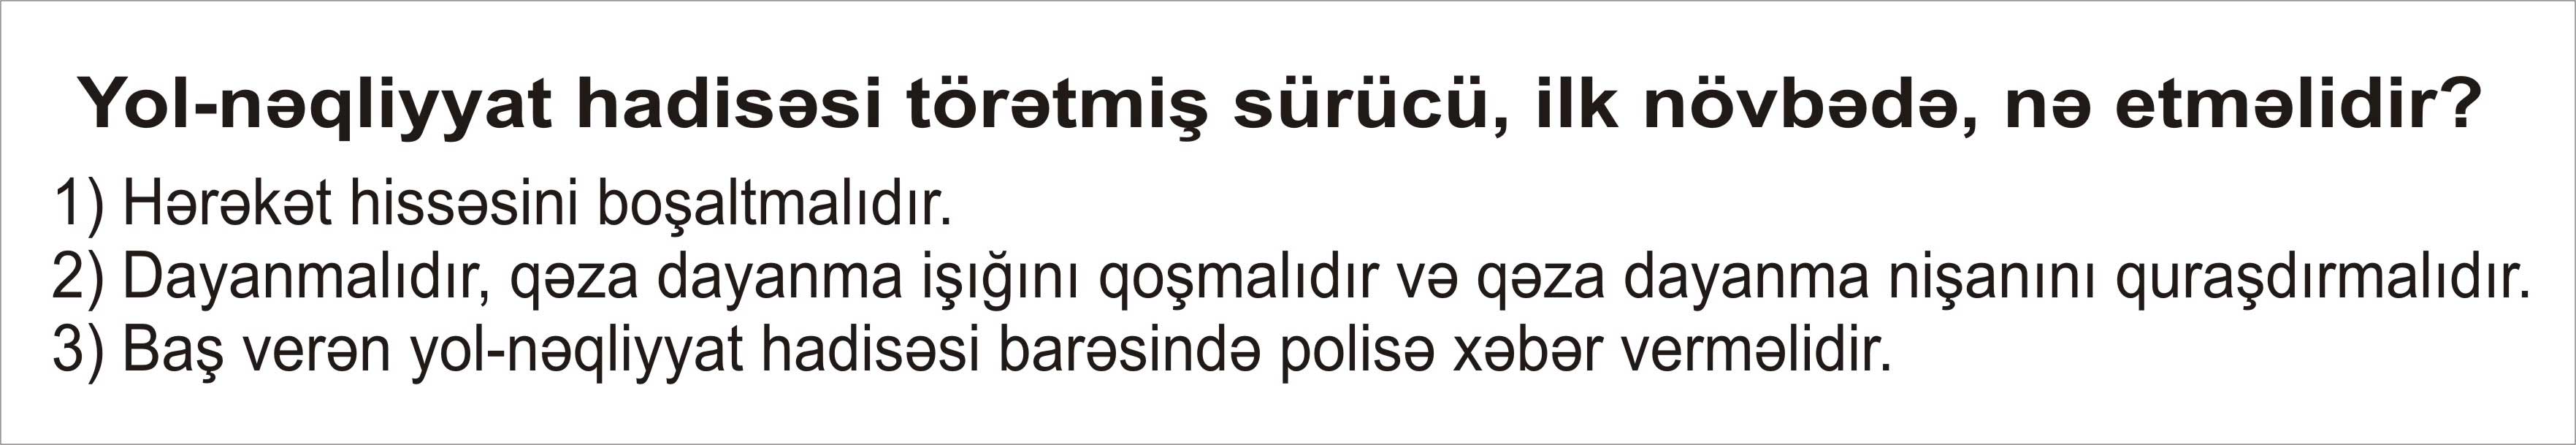 Yol-nəqliyyat hadisəsi törətmiş sürücü, ilk növbədə, nə etməlidir?
1) Hərəkət hissəsini boşaltmalıdır.
2) Dayanmalıdır, qəza dayanma işığını qoşmalıdır və qəza dayanma nişanını quraşdırmalıdır.
3) Baş verən yol-nəqliyyat hadisəsi barəsində polisə xəbər verməlidir.